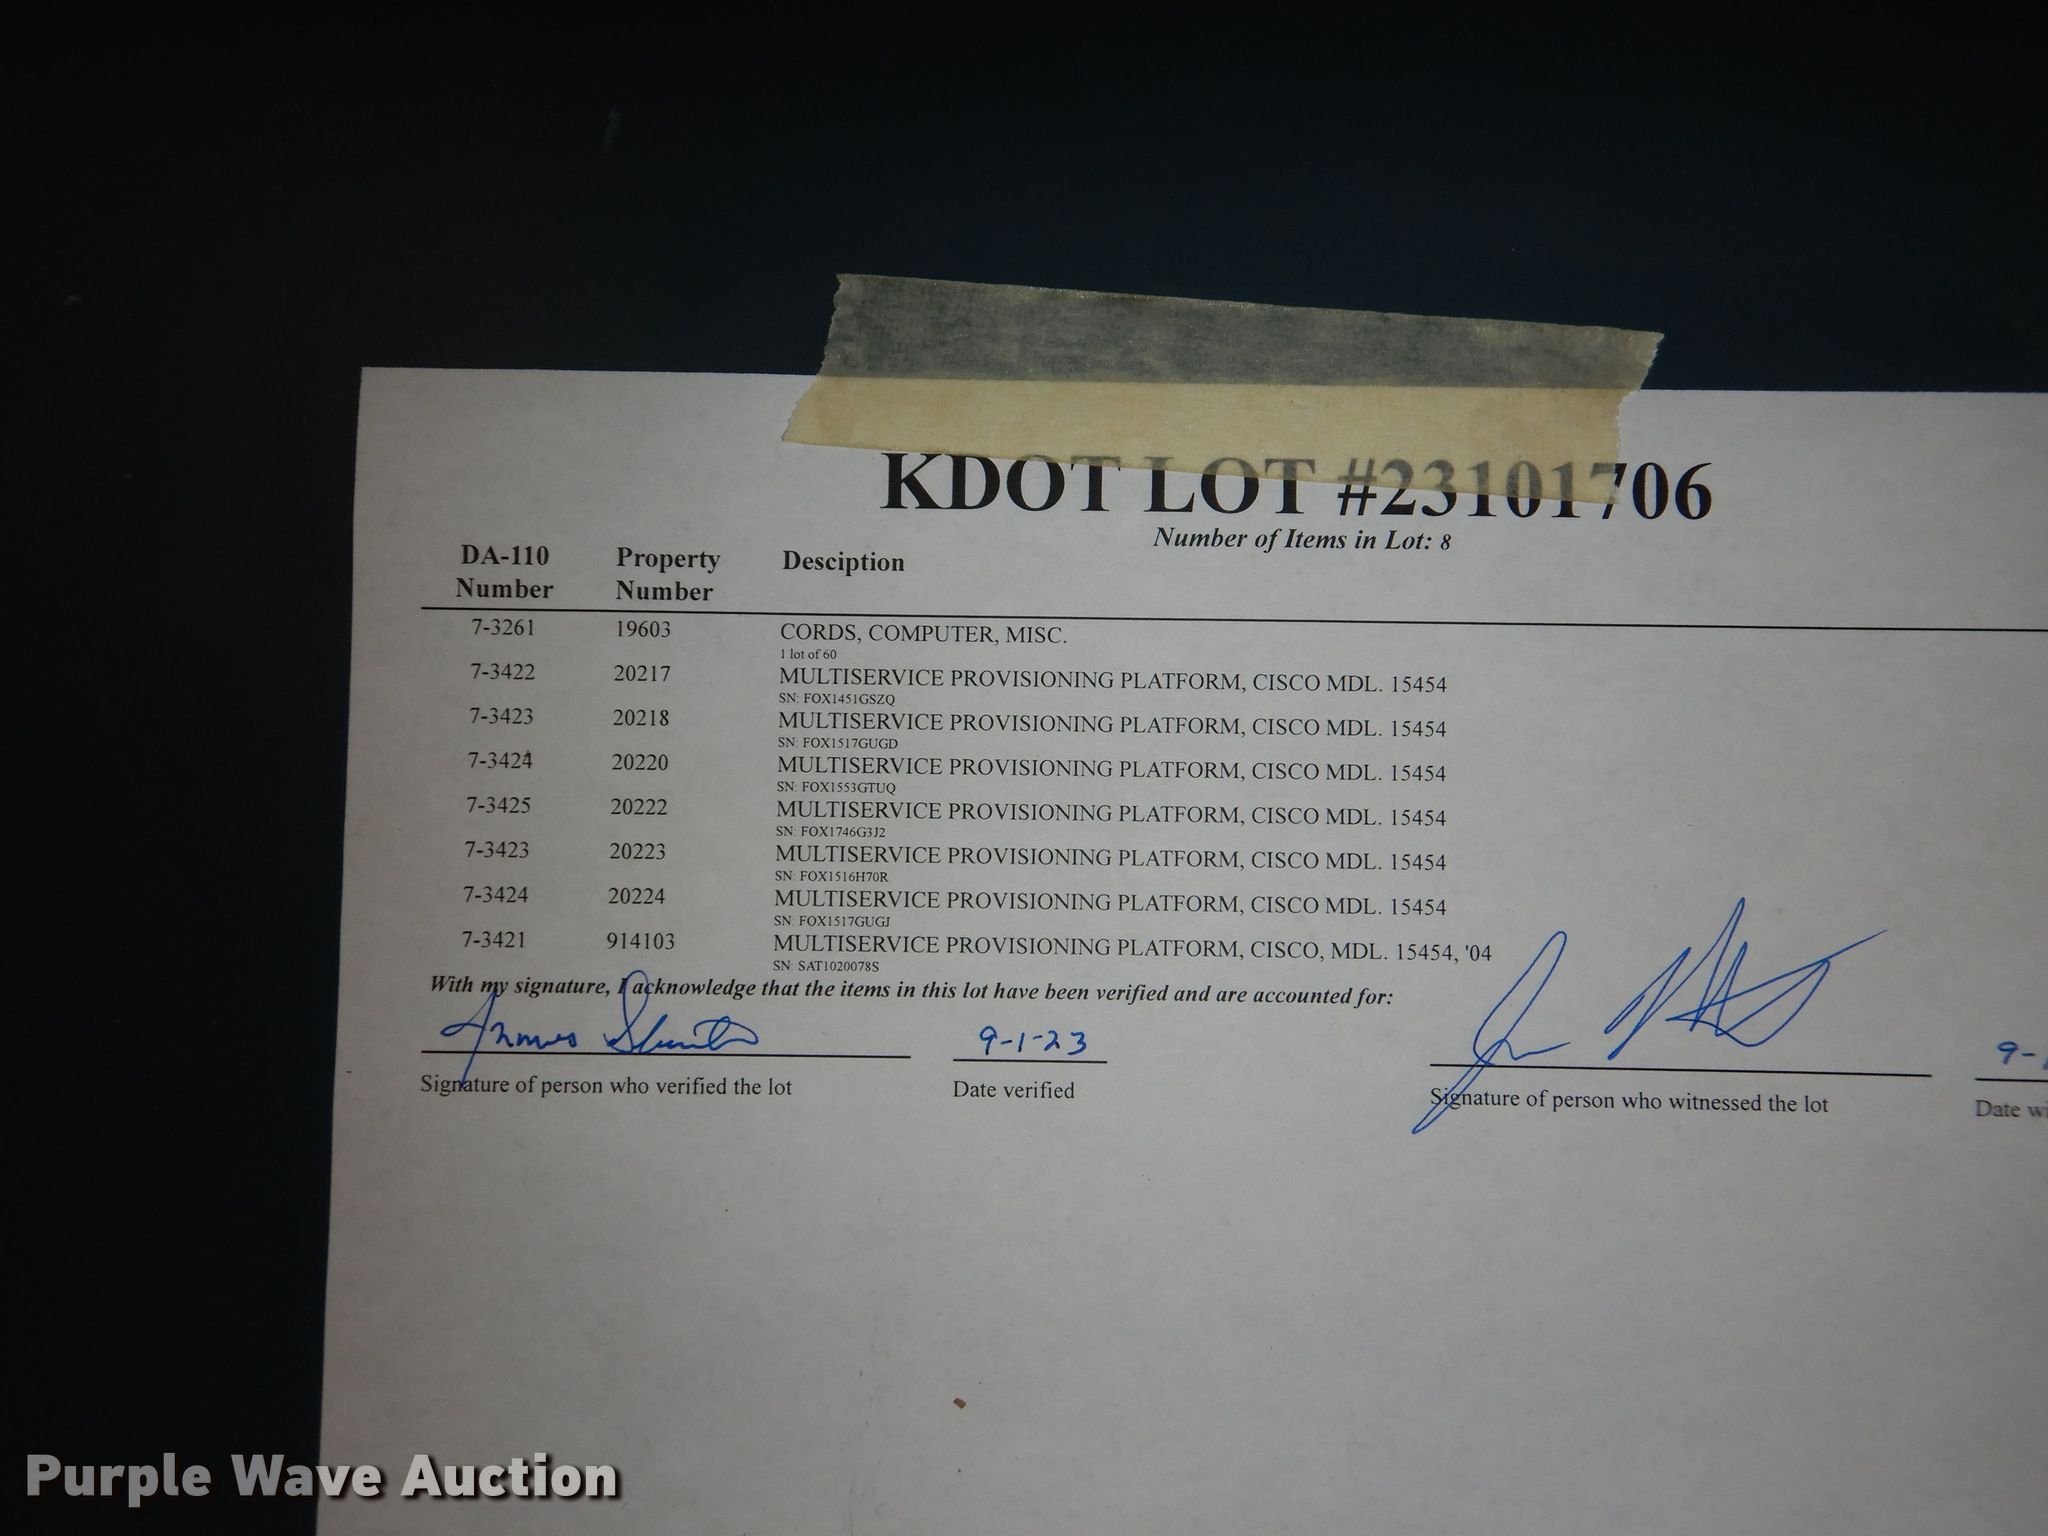 KDOT LOT #23101706
Number of Items in Lot: 8
DA-110 Number Property Number Desciption
7-3261 19603 CORDS, COMPUTER, MISC.
1 lot of 60
7-3422 20217 MULTISERVICE PROVISIONING PLATFORM, CISCO MDL. 15454
SN: FOX1451GSZQ
7-3423 20218 MULTISERVICE PROVISIONING PLATFORM, CISCO MDL. 15454
SN: FOX1517GUGD
7-3424 20220 MULTISERVICE PROVISIONING PLATFORM, CISCO MDL. 15454
SN: FOX1553GTUQ
7-3425 20222 MULTISERVICE PROVISIONING PLATFORM, CISCO MDL. 15454
SN: FOX1746G3J2
7-3423 20223 MULTISERVICE PROVISIONING PLATFORM, CISCO MDL. 15454
SN: FOX1516H70R
7-3424 20224 MULTISERVICE PROVISIONING PLATFORM, CISCO MDL. 15454
SN: FOX1517GUGJ
7-3421 914103 MULTISERVICE PROVISIONING PLATFORM, CISCO, MDL. 15454, '04
SN: SAT1020078S
With my signature, I acknowledge that the items in this lot have been verified and are accounted for:
9-1-23 9-1
Signature of person who verified the lot Date verified Signature of person who witnessed the lot Date wi
Purple Wave Auction